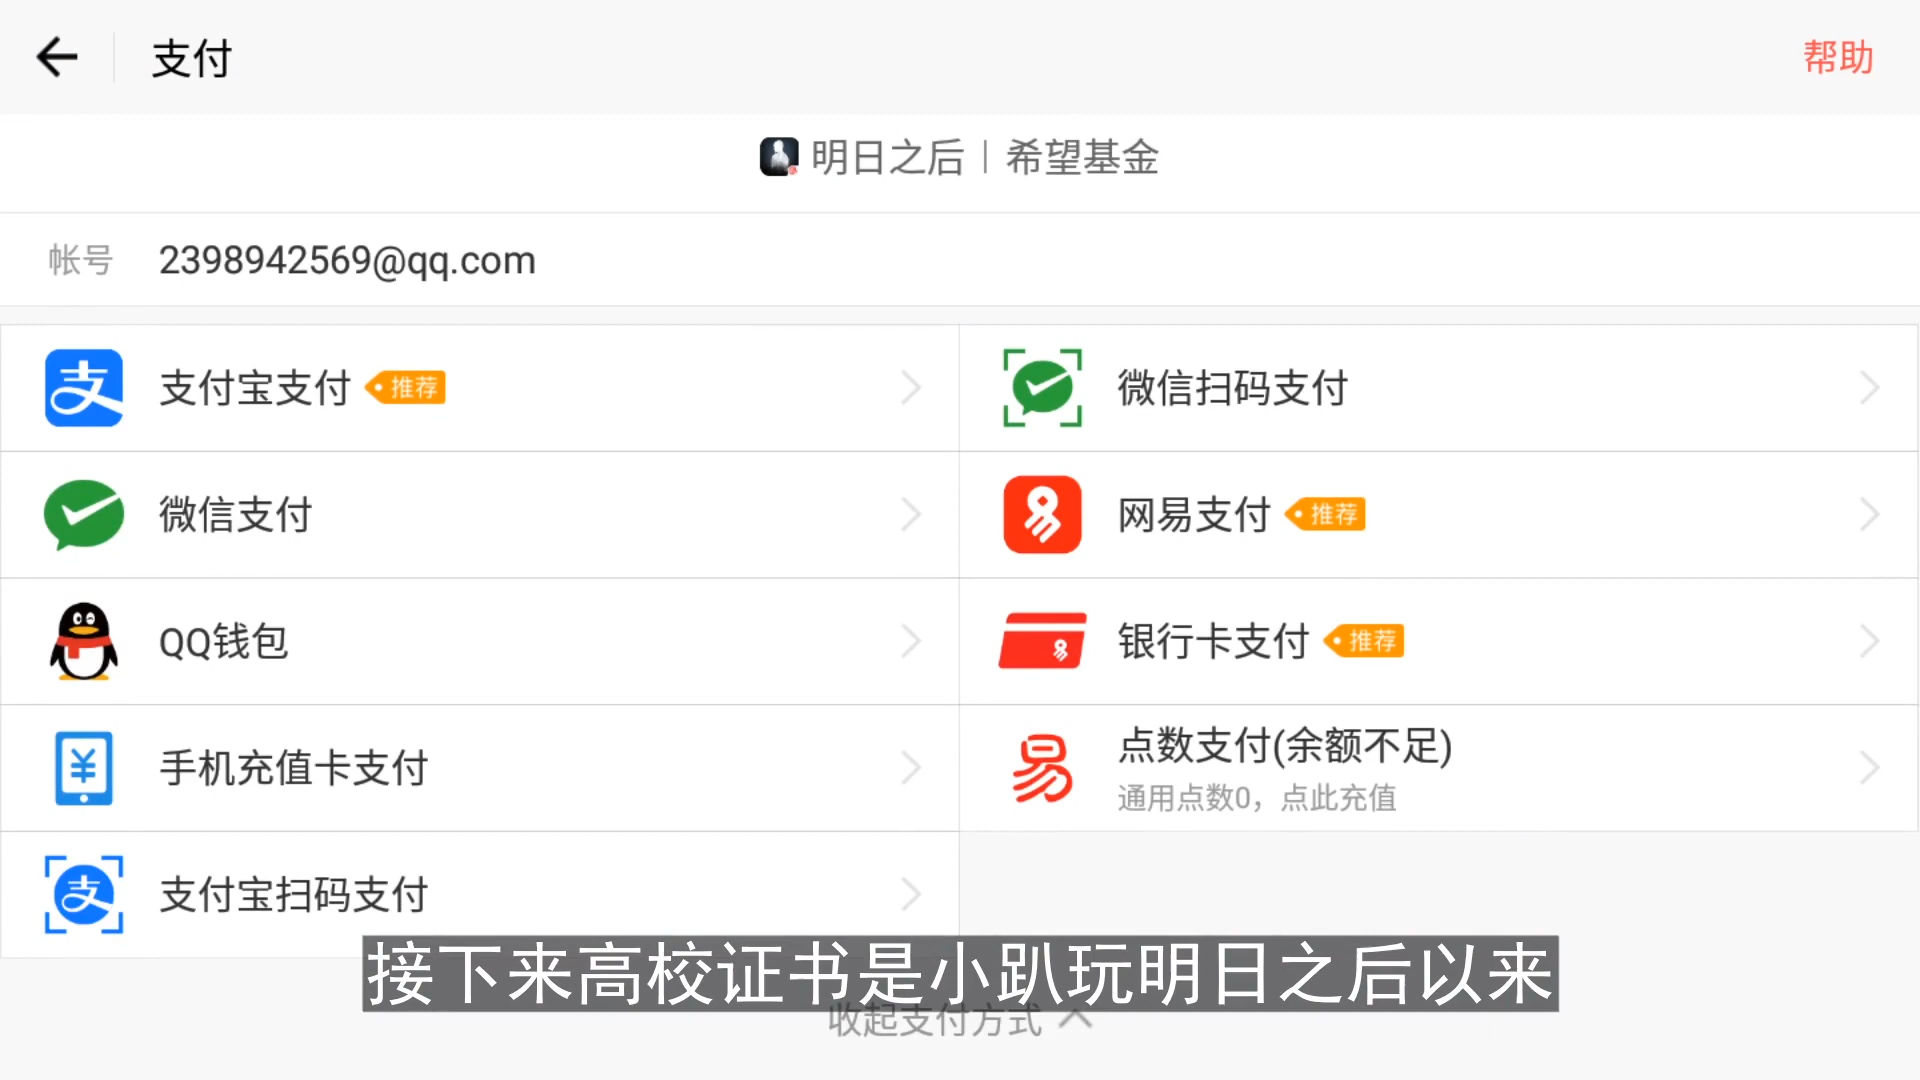 支付
帮助
明日之后 | 希望基金
帐号 2398942569@qq.com
支付宝支付 推荐
微信扫码支付
微信支付
网易支付 推荐
QQ钱包
银行卡支付 推荐
手机充值卡支付
点数支付(余额不足)
通用点数0，点此充值
支付宝扫码支付
接下来高校证书是小趴玩明日之后以来
收起支付方式